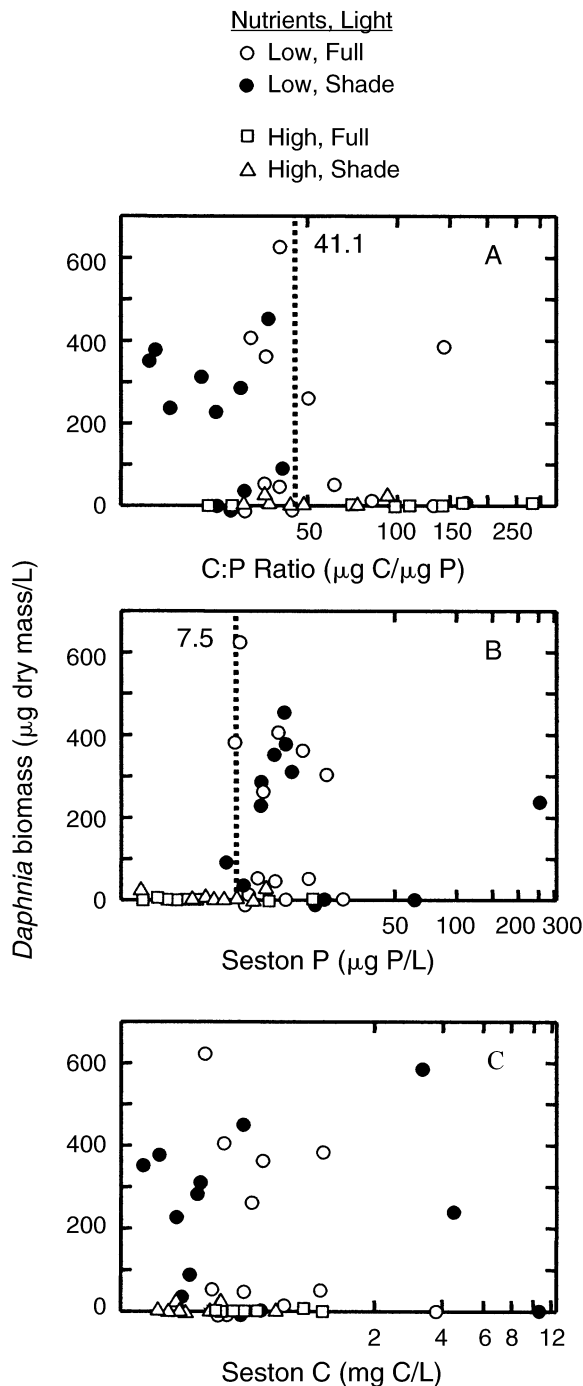 Nutrients, Light
Low, Full
Low, Shade
High, Full
High, Shade
Daphnia biomass (μg dry mass/L)
A
41.1
600
400
200
0
50 100 150 250
C:P Ratio (μg C/μg P)
B
7.5
600
400
200
0
50 100 200 300
Seston P (μg P/L)
C
600
400
200
0
2 4 6 8 12
Seston C (mg C/L)